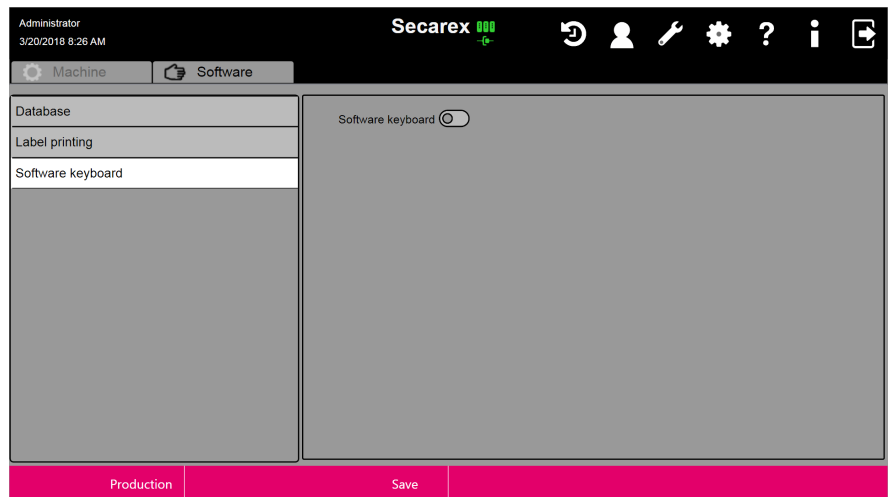 Administrator
3/20/2018 8:26 AM
Secarex
?
i
Machine
Software
Database
Label printing
Software keyboard
Software keyboard
Production
Save